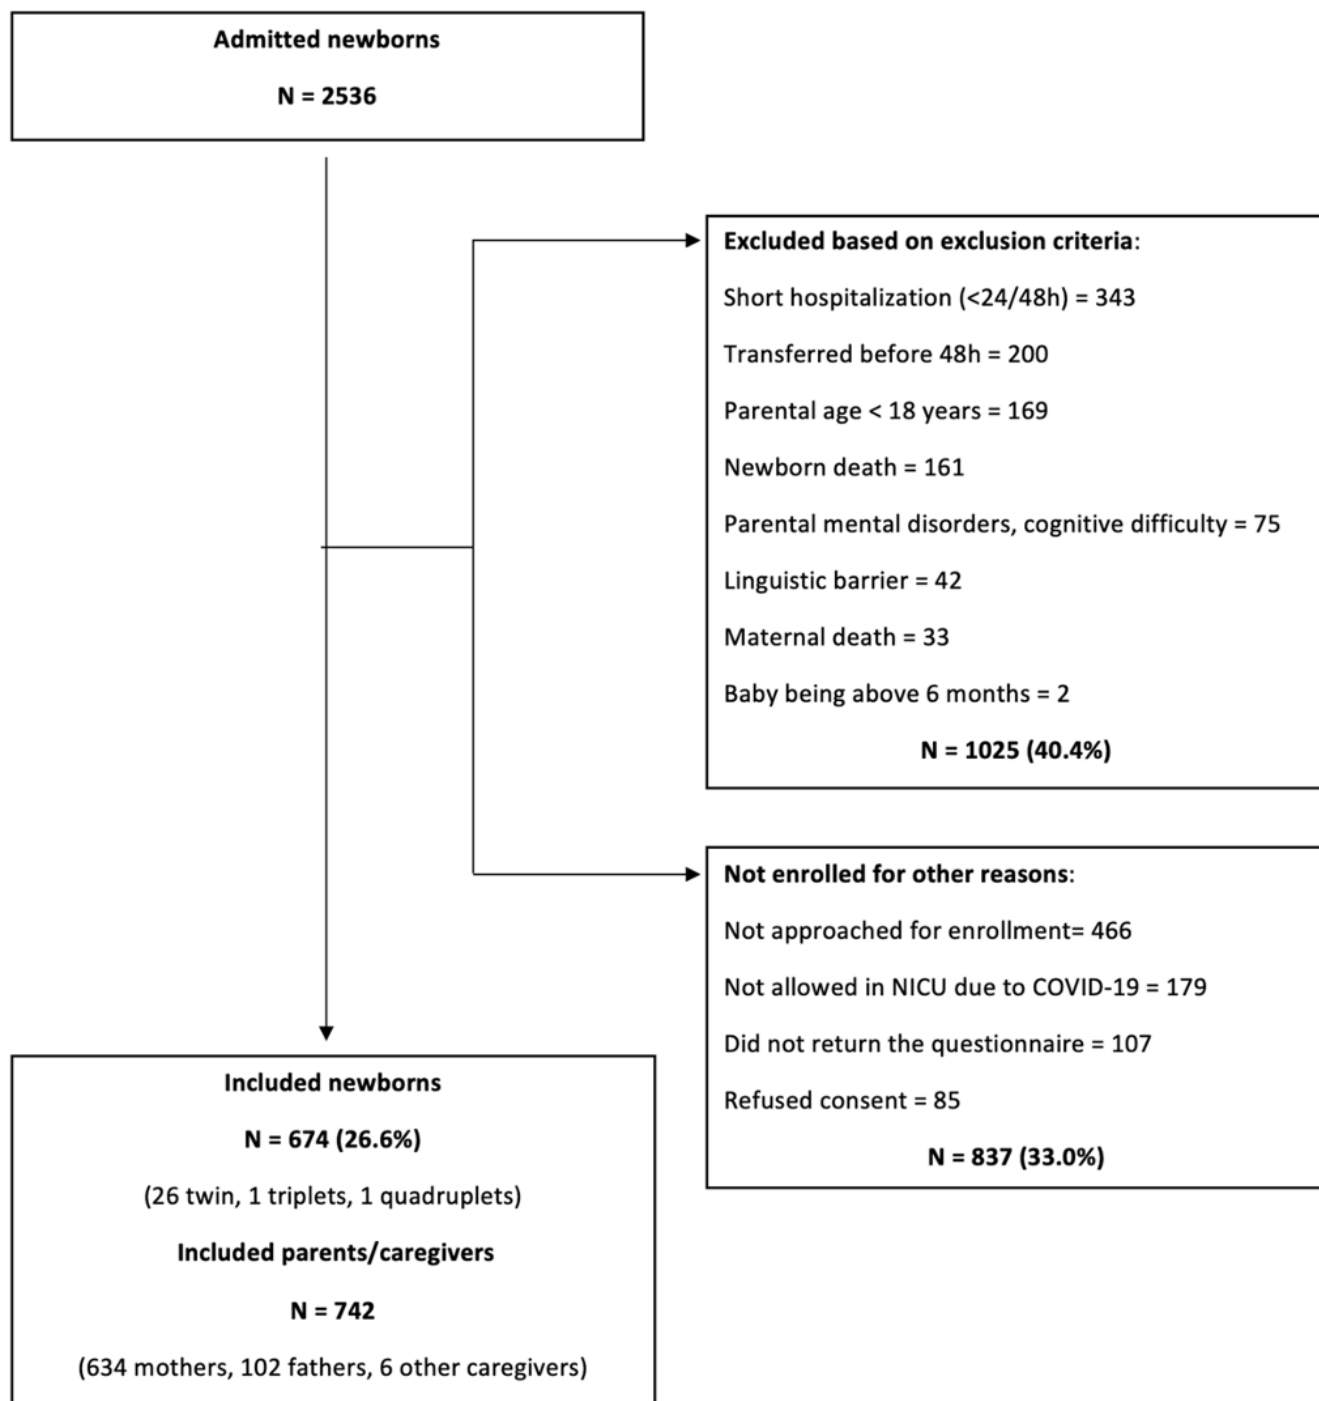 Admitted newborns
N = 2536
Excluded based on exclusion criteria:
Short hospitalization (<24/48h) = 343
Transferred before 48h = 200
Parental age < 18 years = 169
Newborn death = 161
Parental mental disorders, cognitive difficulty = 75
Linguistic barrier = 42
Maternal death = 33
Baby being above 6 months = 2
N = 1025 (40.4%)
Not enrolled for other reasons:
Not approached for enrollment= 466
Not allowed in NICU due to COVID-19 = 179
Did not return the questionnaire = 107
Refused consent = 85
N = 837 (33.0%)
Included newborns
N = 674 (26.6%)
(26 twin, 1 triplets, 1 quadruplets)
Included parents/caregivers
N = 742
(634 mothers, 102 fathers, 6 other caregivers)